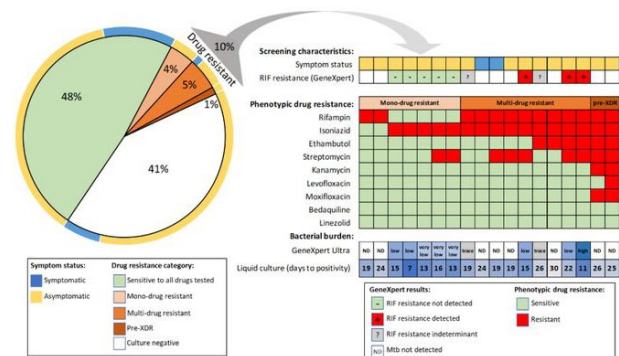 10%
Drug resistant
4%
5%
1%
48%
41%
Symptom status:
Symptomatic
Asymptomatic
Drug resistance category:
Sensitive to all drugs tested
Mono-drug resistant
Multi-drug resistant
Pre-XDR
Culture negative
Screening characteristics:
Symptom status
RIF resistance (GeneXpert)
- - - - - ? + ? + +
Phenotypic drug resistance:
Mono-drug resistant Multi-drug resistant pre-XDR
Rifampin
Isoniazid
Ethambutol
Streptomycin
Kanamycin
Levofloxacin
Moxifloxacin
Bedaquiline
Linezolid
Bacterial burden:
GeneXpert Ultra ND ND low low very low very low very low trace ND ND ND low trace ND low high ND ND
Liquid culture (days to positivity) 19 24 15 7 13 16 13 19 24 19 19 15 26 30 22 11 26 25
GeneXpert results:
- RIF resistance not detected
+ RIF resistance detected
? RIF resistance indeterminant
ND Mtb not detected
Phenotypic drug resistance:
Sensitive
Resistant